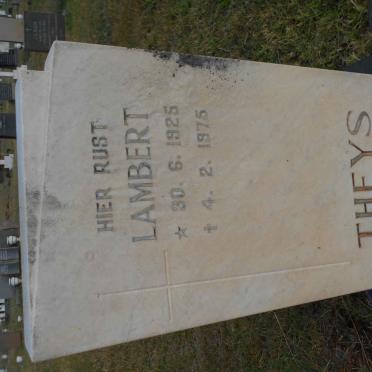 HIER RUST
LAMBERT
☆ 30. 6. 1925
✝ 4. 2. 1975
THEYS